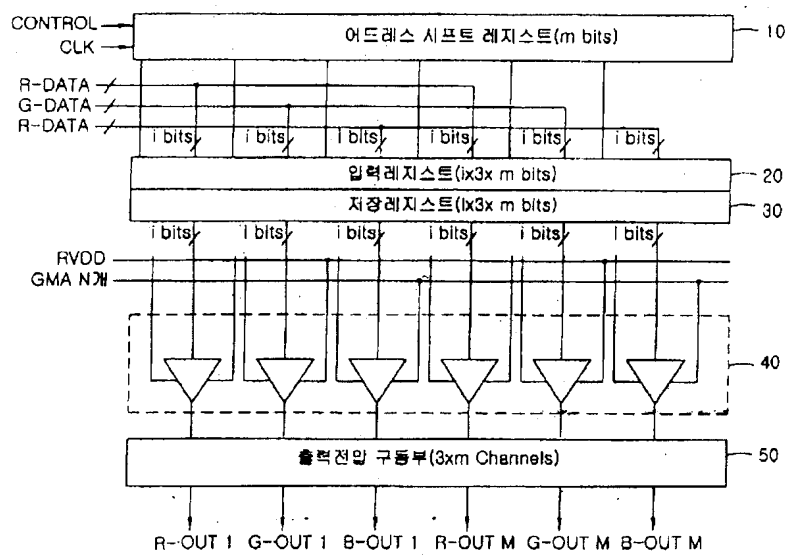 CONTROL
CLK
어드레스 시프트 레지스트(m bits)
10
R-DATA
G-DATA
R-DATA
i bits i bits i bits i bits i bits i bits
입력레지스트(ix3x m bits)
20
저장레지스트(ix3x m bits)
30
i bits i bits i bits i bits i bits i bits
RVDD
GMA N개
40
출력전압 구동부(3xm Channels)
50
R-OUT 1 G-OUT 1 B-OUT 1 R-OUT M G-OUT M B-OUT M